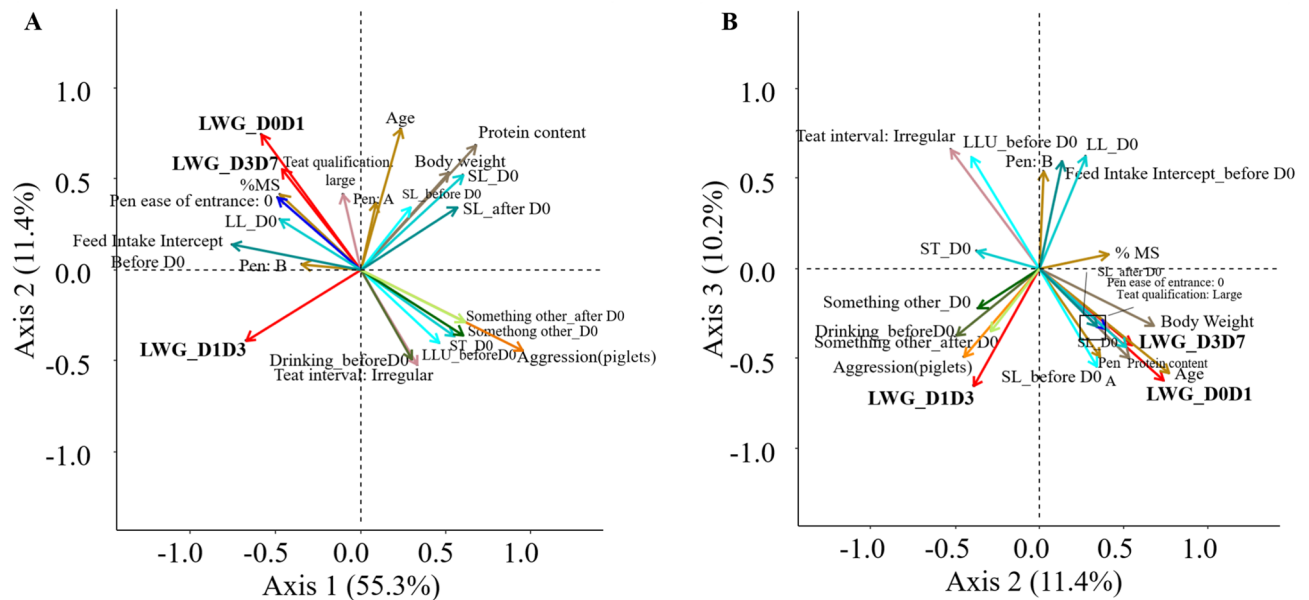 A
1.0
0.5
0.0
-0.5
-1.0
Axis 2 (11.4%)
LWG_D0D1
Age
Protein content
LWG_D3D7
Teat qualification:
large
Body weight
%MS
SL_D0
Pen ease of entrance: 0
Pen: A
SL_before D0
LL_D0
SL_after D0
Feed Intake Intercept
Before D0
Pen: B
LWG_D1D3
Something other_after D0
Somethong other_D0
ST_D0
Drinking_beforeD0
LLU_beforeD0
Aggression(piglets)
Teat interval: Irregular
-1.0
-0.5
0.0
0.5
1.0
Axis 1 (55.3%)
B
1.0
0.5
0.0
-0.5
-1.0
Axis 3 (10.2%)
Teat interval: Irregular
LLU_before D0
LL_D0
Pen: B
Feed Intake Intercept_before D0
ST_D0
% MS
SL_after D0
Pen ease of entrance: 0
Teat qualification: Large
Something other_D0
Body Weight
Drinking_beforeD0
Something other_after D0
SL_D0
LWG_D3D7
Aggression(piglets)
Pen
A
Protein content
SL_before D0
Age
LWG_D1D3
LWG_D0D1
-1.0
-0.5
0.0
0.5
1.0
Axis 2 (11.4%)